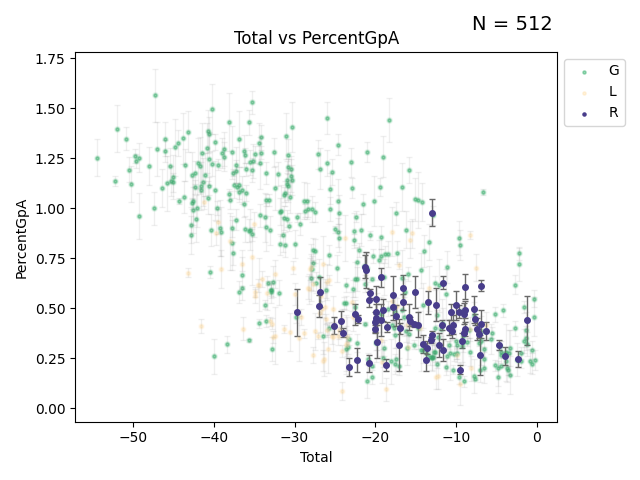 N = 512
Total vs PercentGpA
G
L
R
PercentGpA
1.75
1.50
1.25
1.00
0.75
0.50
0.25
0.00
−50 −40 −30 −20 −10 0
Total